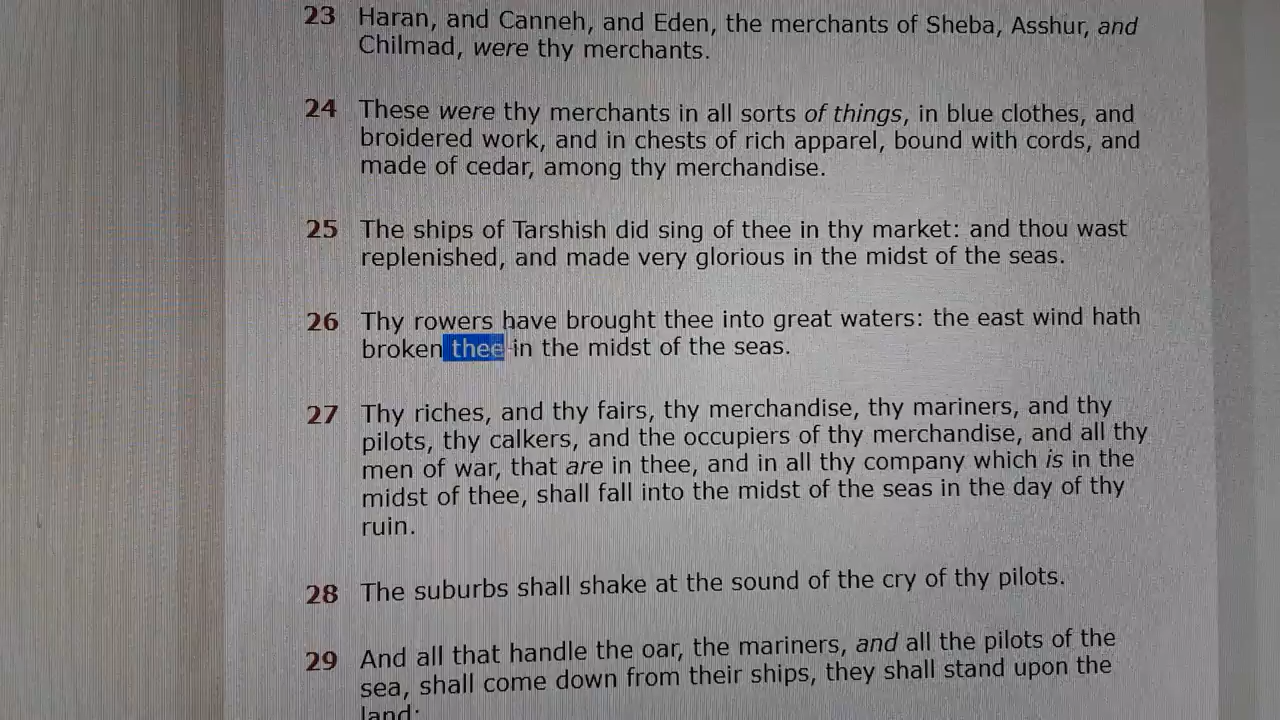 23 Haran, and Canneh, and Eden, the merchants of Sheba, Asshur, and
Chilmad, were thy merchants.
24 These were thy merchants in all sorts of things, in blue clothes, and
broidered work, and in chests of rich apparel, bound with cords, and
made of cedar, among thy merchandise.
25 The ships of Tarshish did sing of thee in thy market: and thou wast
replenished, and made very glorious in the midst of the seas.
26 Thy rowers have brought thee into great waters: the east wind hath
broken thee in the midst of the seas.
27 Thy riches, and thy fairs, thy merchandise, thy mariners, and thy
pilots, thy calkers, and the occupiers of thy merchandise, and all thy
men of war, that are in thee, and in all thy company which is in the
midst of thee, shall fall into the midst of the seas in the day of thy
ruin.
28 The suburbs shall shake at the sound of the cry of thy pilots.
29 And all that handle the oar, the mariners, and all the pilots of the
sea, shall come down from their ships, they shall stand upon the
land;